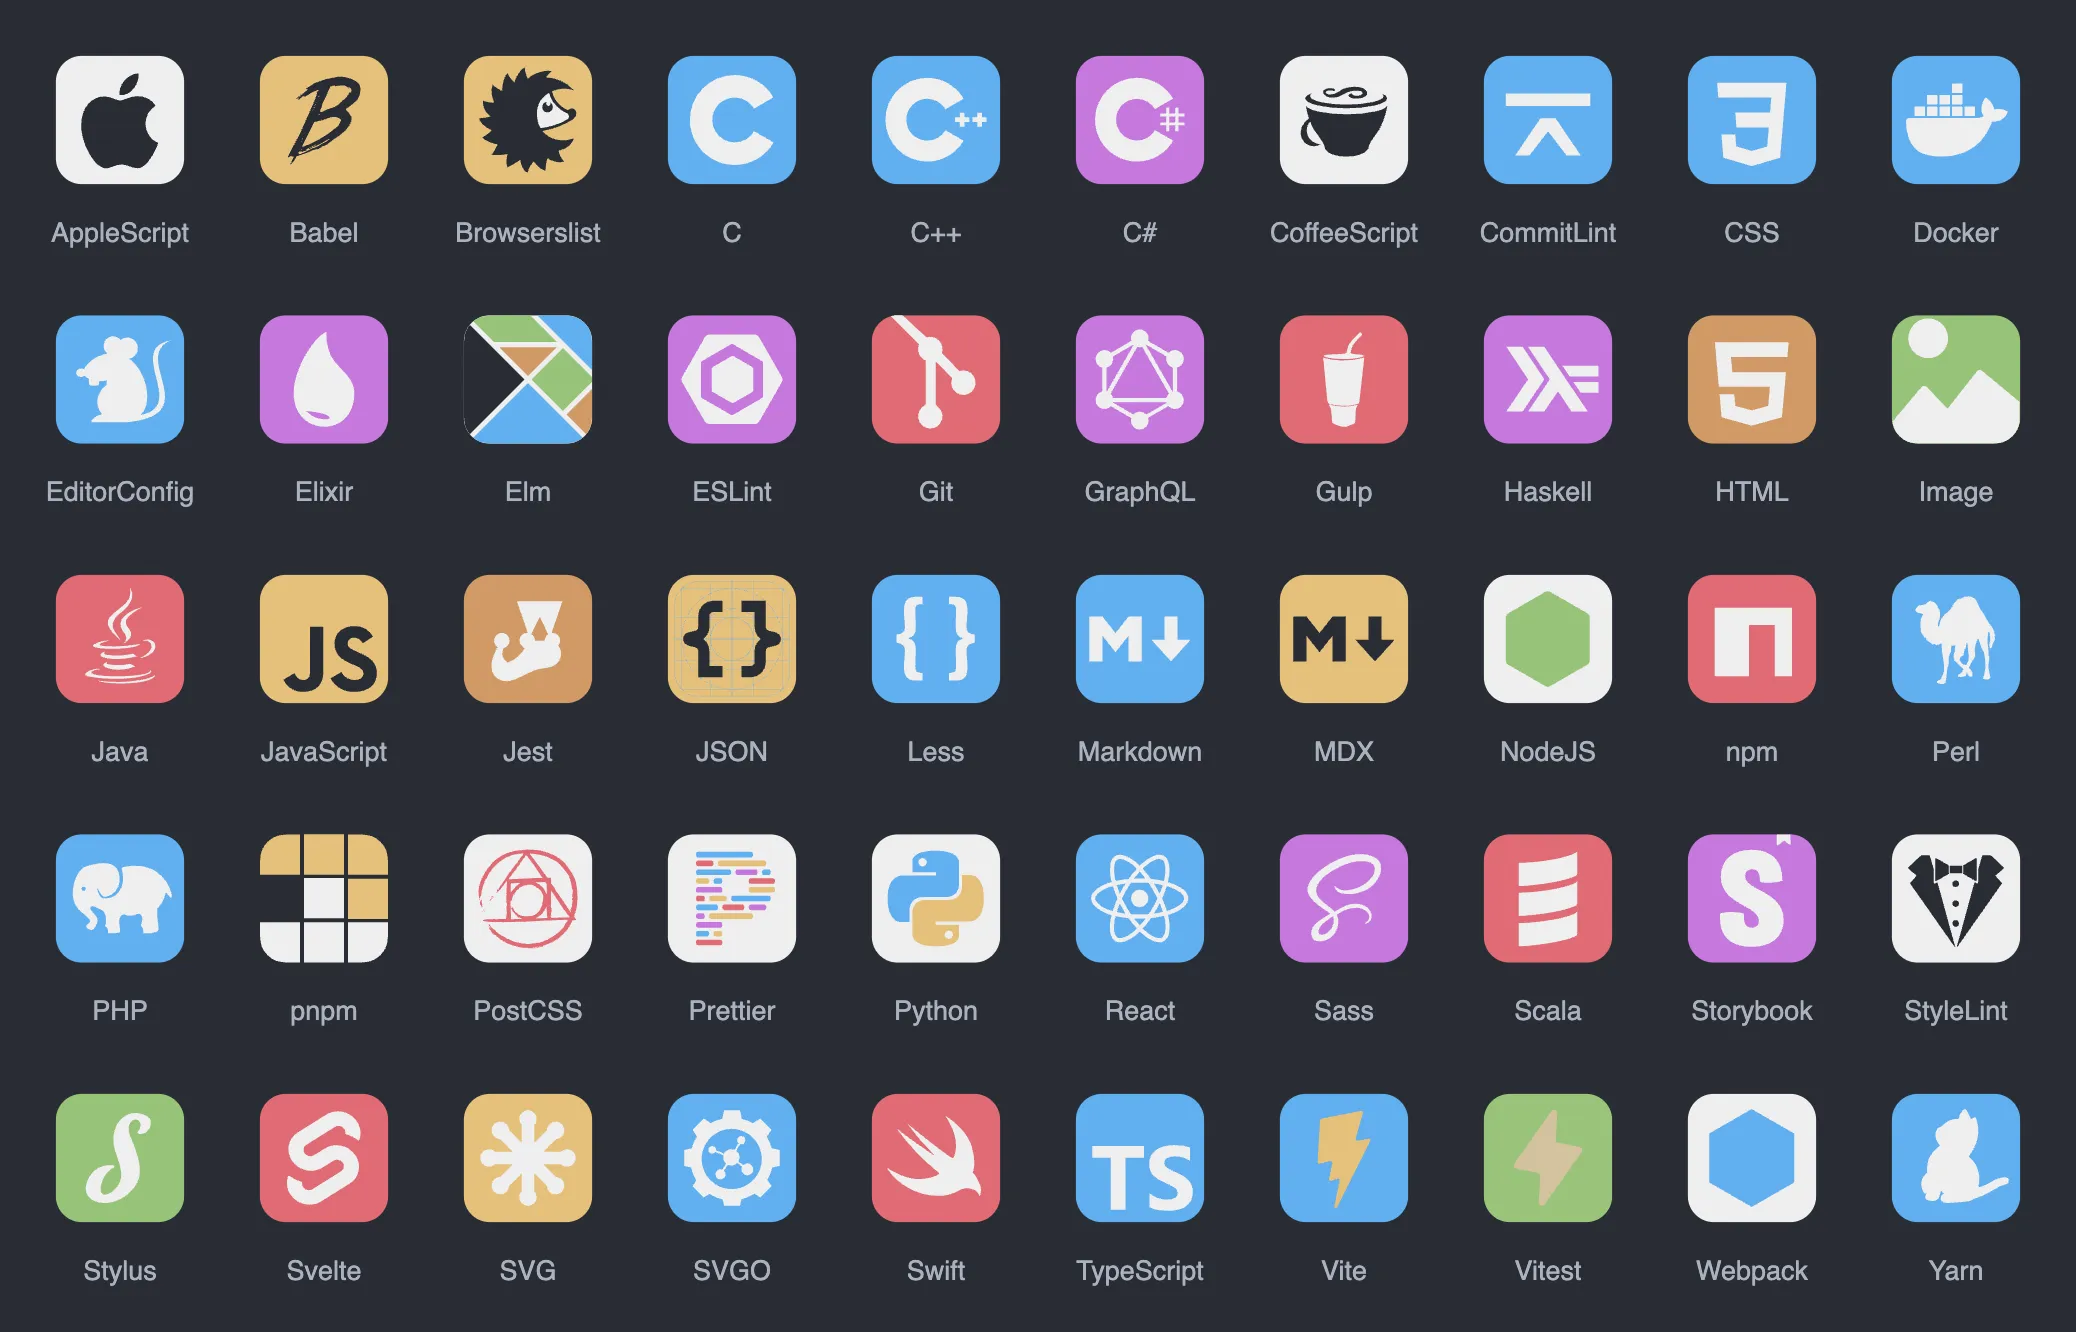 B
C
C++
C#
AppleScript
Babel
Browserslist
C
C++
C#
CoffeeScript
CommitLint
CSS
Docker
EditorConfig
Elixir
Elm
ESLint
Git
GraphQL
Gulp
Haskell
HTML
Image
JS
{}
{}
M
M
Java
JavaScript
Jest
JSON
Less
Markdown
MDX
NodeJS
npm
Perl
S
PHP
pnpm
PostCSS
Prettier
Python
React
Sass
Scala
Storybook
StyleLint
TS
Stylus
Svelte
SVG
SVGO
Swift
TypeScript
Vite
Vitest
Webpack
Yarn